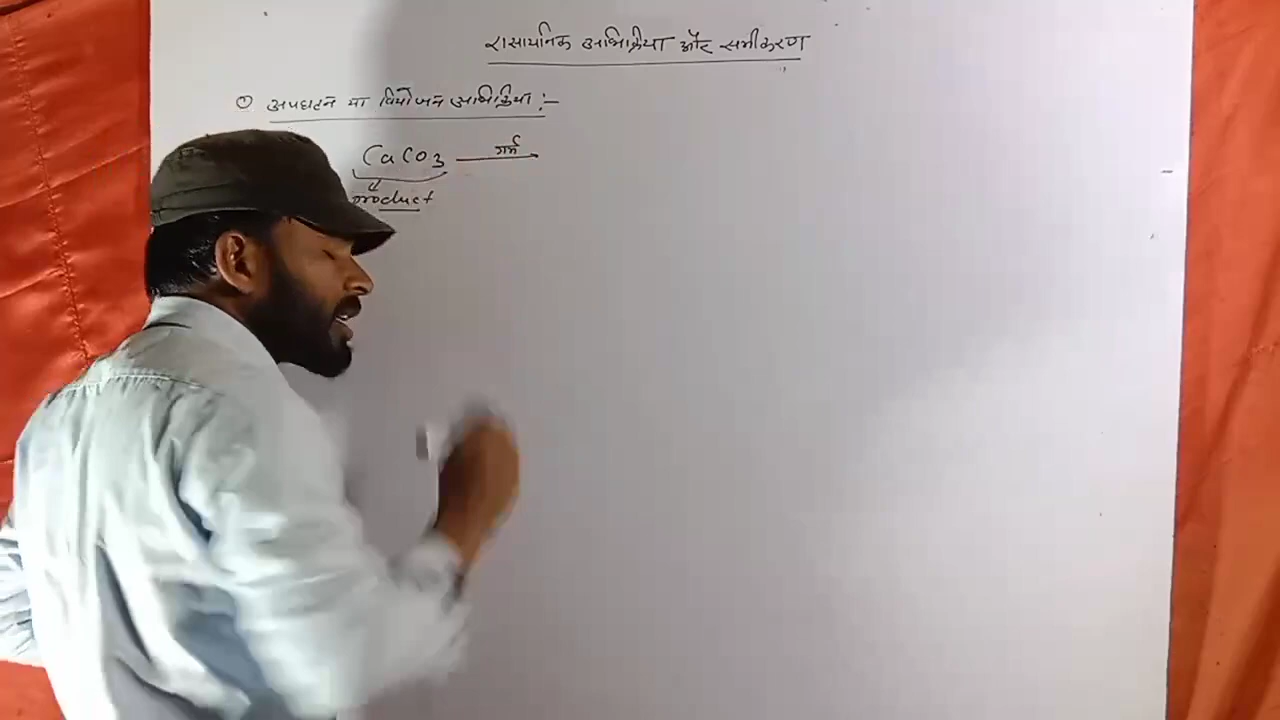 रासायनिक अभिक्रिया और समीकरण
① अपघटन या वियोजन अभिक्रिया :-
CaCO3 गर्म →
product